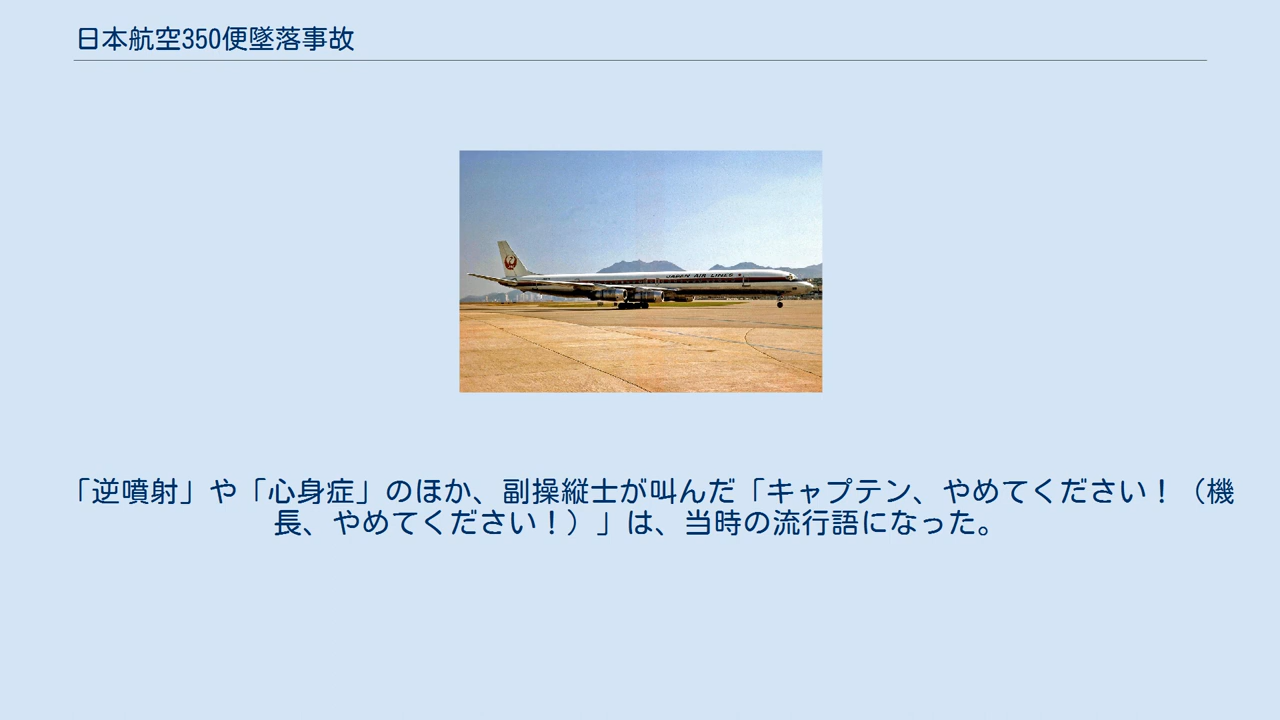 日本航空350便墜落事故
JAPAN AIR LINES
「逆噴射」や「心身症」のほか、副操縦士が叫んだ「キャプテン、やめてください！（機
長、やめてください！）」は、当時の流行語になった。